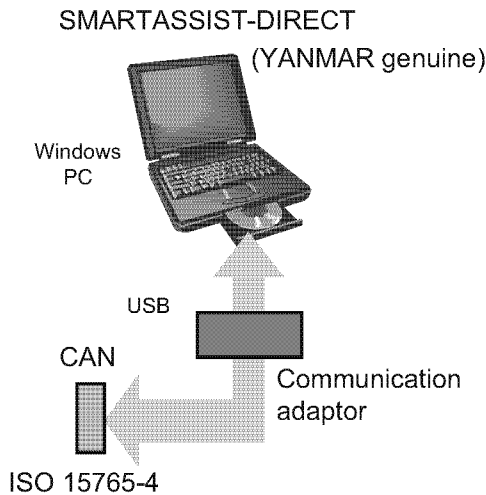 SMARTASSIST-DIRECT
(YANMAR genuine)
Windows
PC
USB
CAN
Communication
adaptor
ISO 15765-4